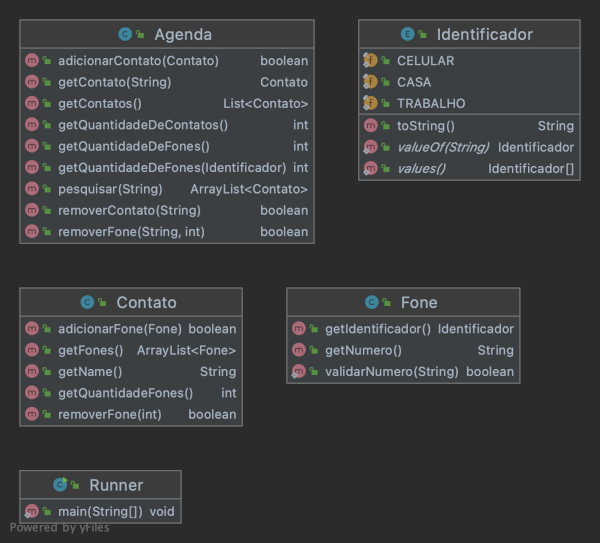 Agenda
adicionarContato(Contato) boolean
getContato(String) Contato
getContatos() List<Contato>
getQuantidadeDeContatos() int
getQuantidadeDeFones() int
getQuantidadeDeFones(Identificador) int
pesquisar(String) ArrayList<Contato>
removerContato(String) boolean
removerFone(String, int) boolean
Identificador
CELULAR
CASA
TRABALHO
toString() String
valueOf(String) Identificador
values() Identificador[]
Contato
adicionarFone(Fone) boolean
getFones() ArrayList<Fone>
getName() String
getQuantidadeFones() int
removerFone(int) boolean
Fone
getIdentificador() Identificador
getNumero() String
validarNumero(String) boolean
Runner
main(String[]) void
Powered by yFiles